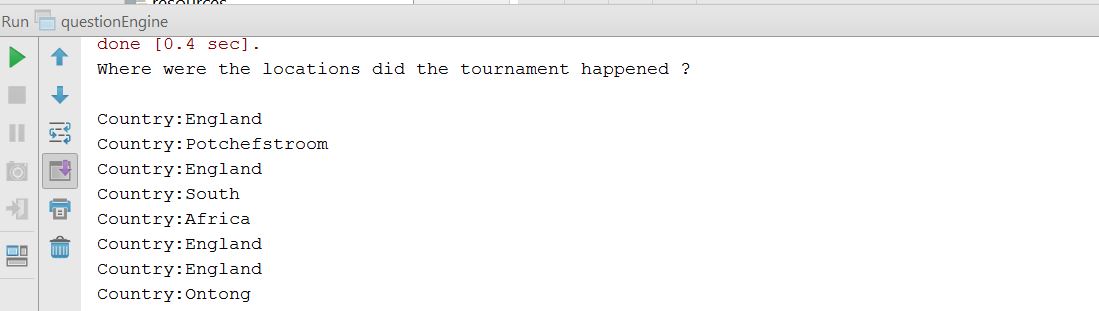 resources
Run questionEngine
done [0.4 sec].
Where were the locations did the tournament happened ?
Country:England
Country:Potchefstroom
Country:England
Country:South
Country:Africa
Country:England
Country:England
Country:Ontong